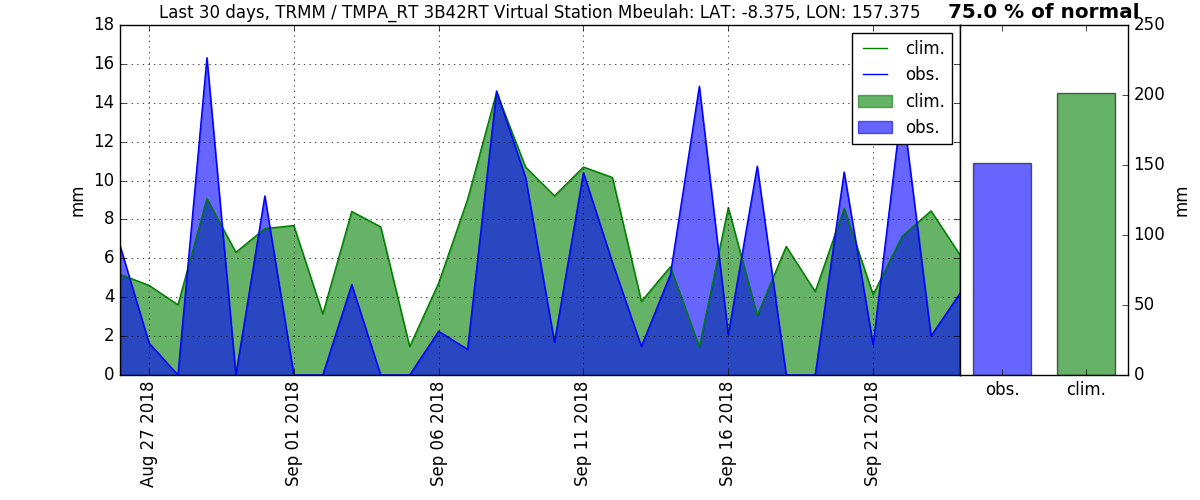 Last 30 days, TRMM / TMPA_RT 3B42RT Virtual Station Mbeulah: LAT: -8.375, LON: 157.375
75.0 % of normal
18
16
14
12
10
8
6
4
2
0
mm
clim.
obs.
clim.
obs.
250
200
150
100
50
0
mm
obs.
clim.
Aug 27 2018
Sep 01 2018
Sep 06 2018
Sep 11 2018
Sep 16 2018
Sep 21 2018